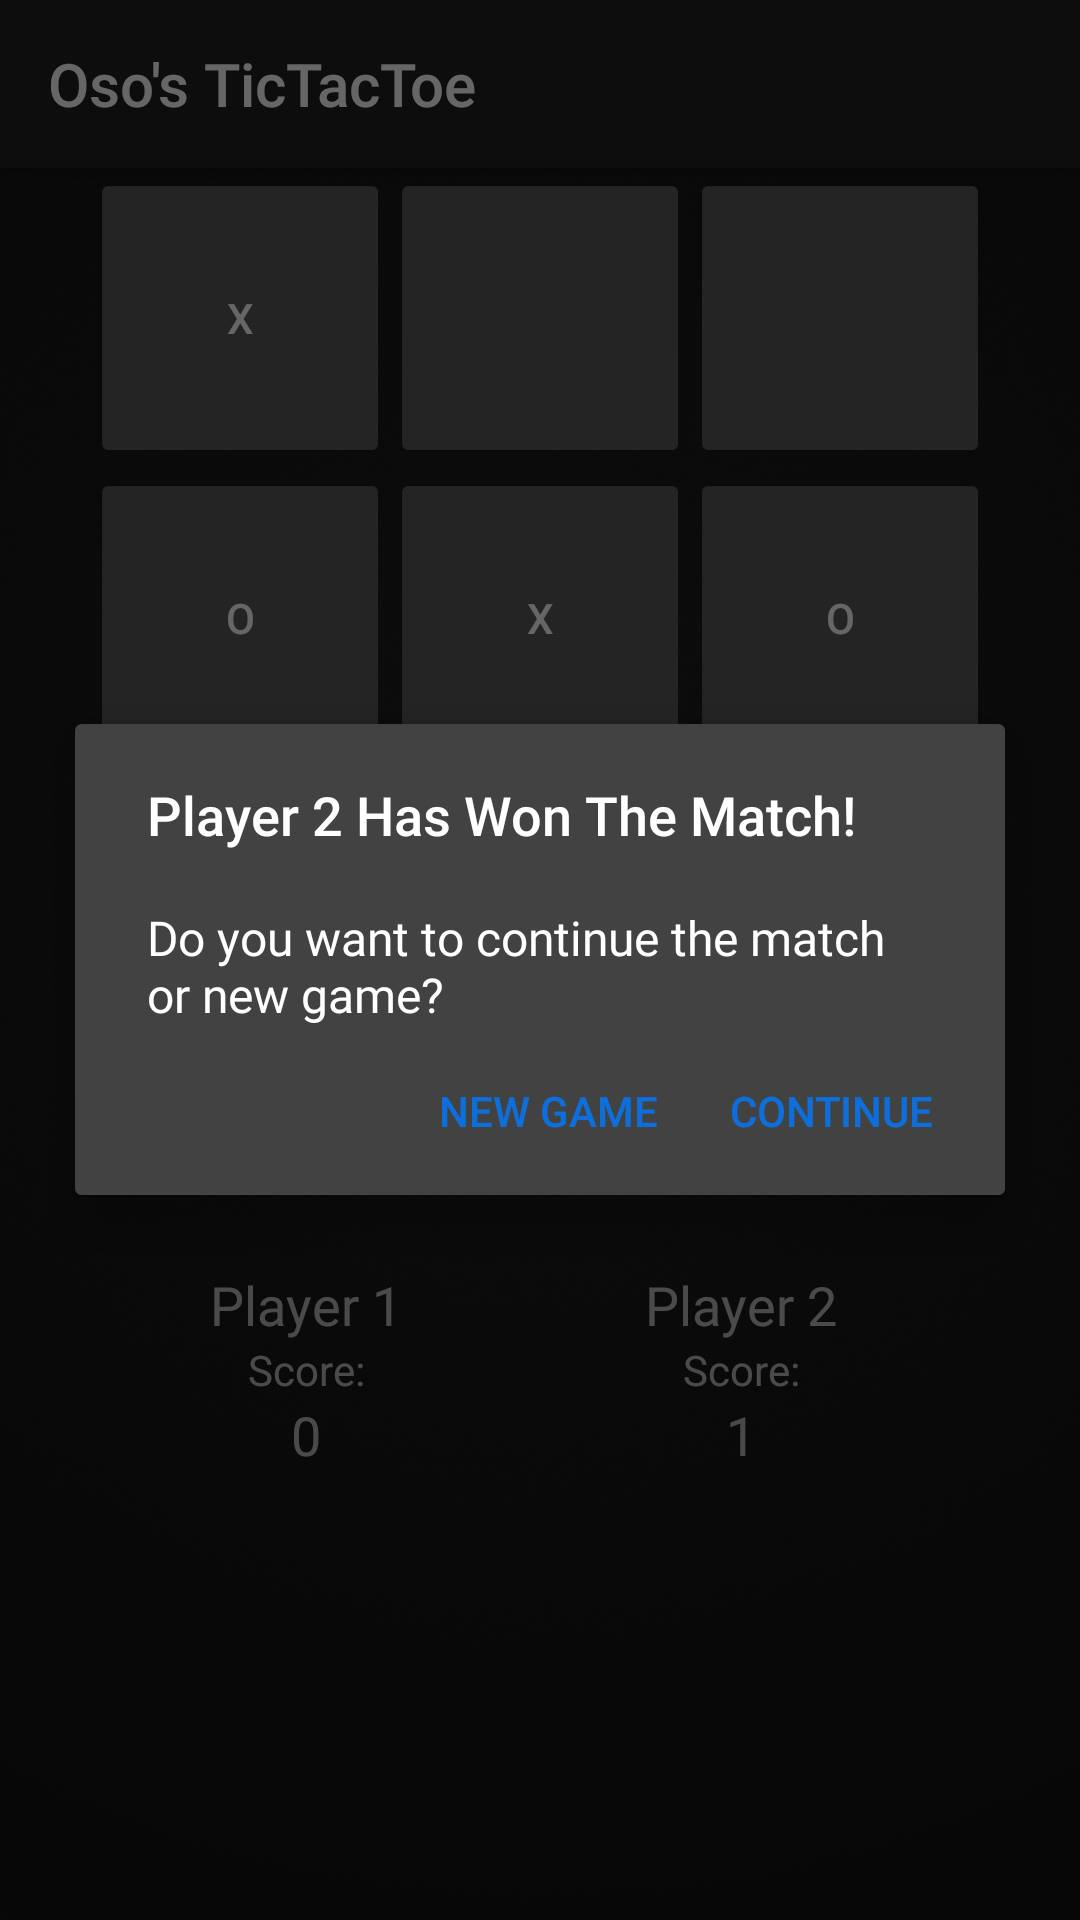 Oso's TicTacToe
X
O X O
Player 2 Has Won The Match!
Do you want to continue the match
or new game?
NEW GAME CONTINUE
Player 1 Player 2
Score: Score:
0 1